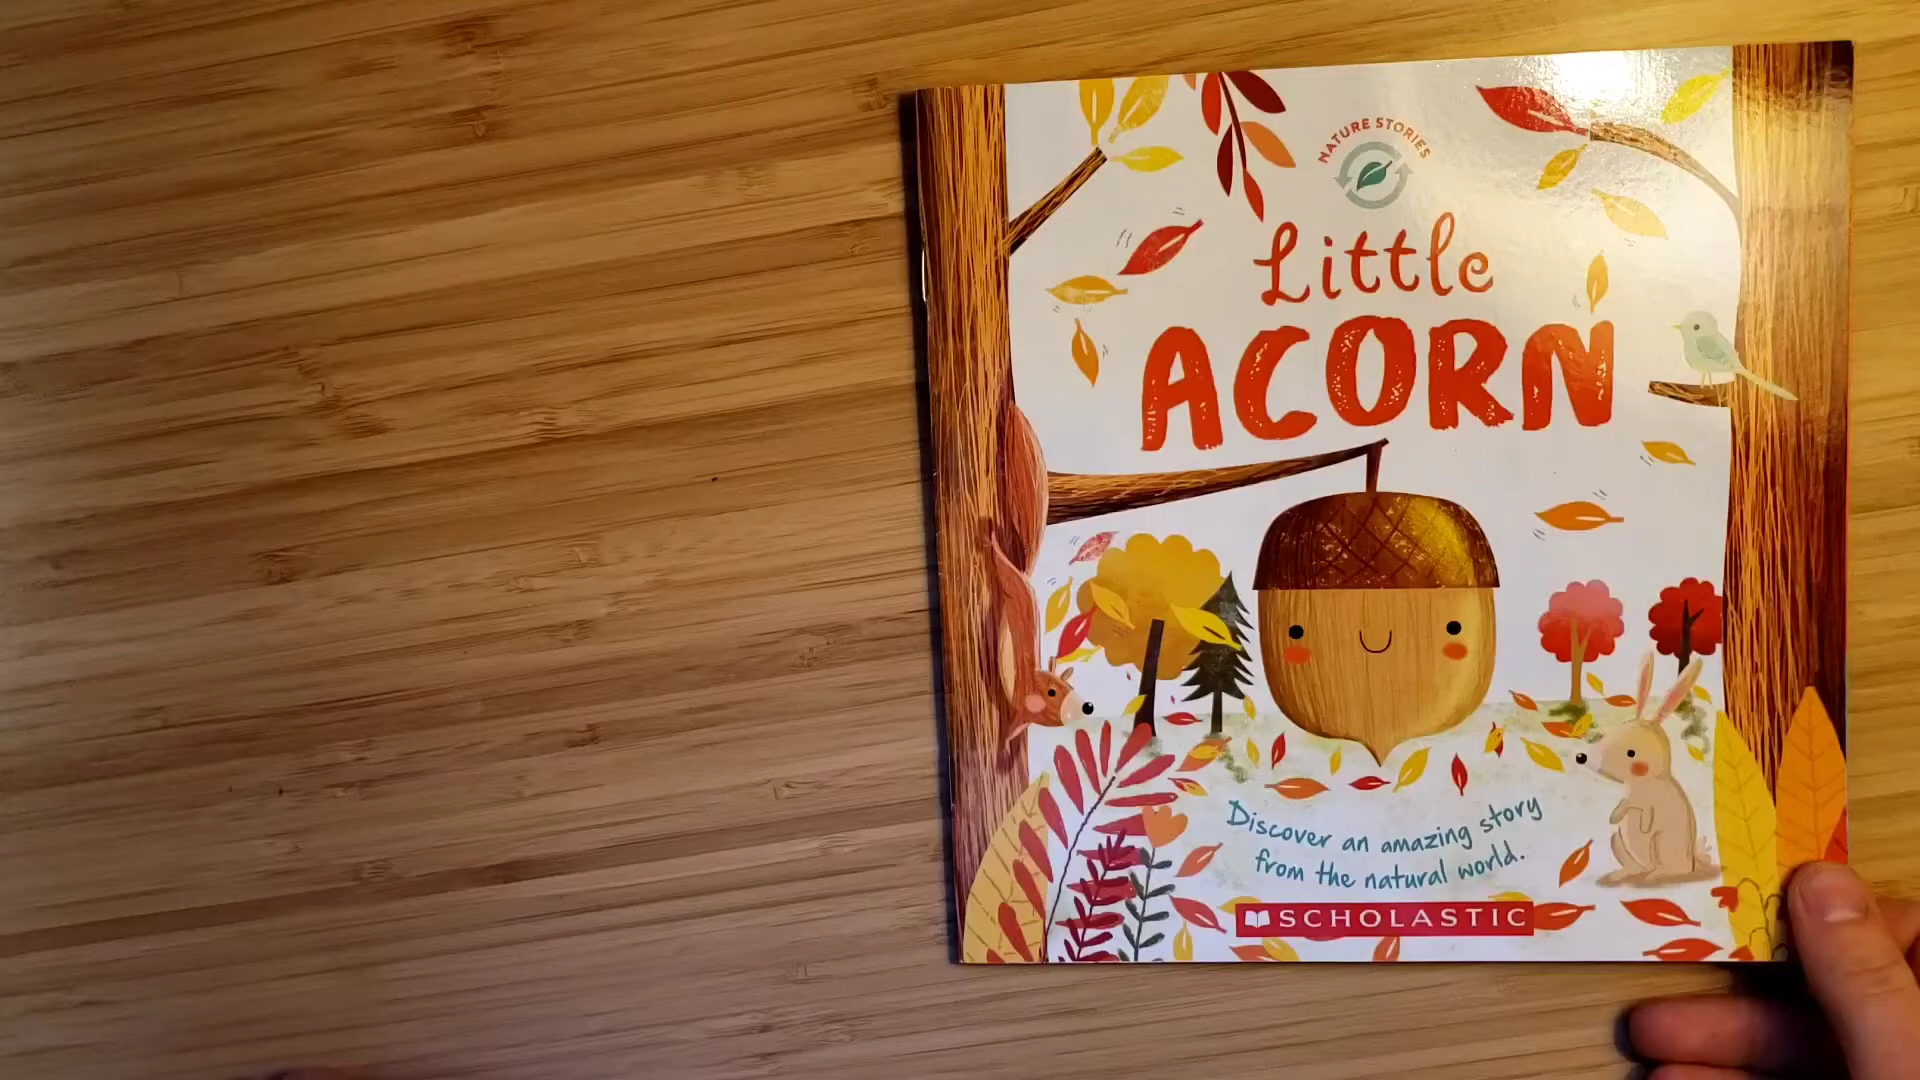 NATURE STORIES
Little
ACORN
Discover an amazing story
from the natural world.
SCHOLASTIC